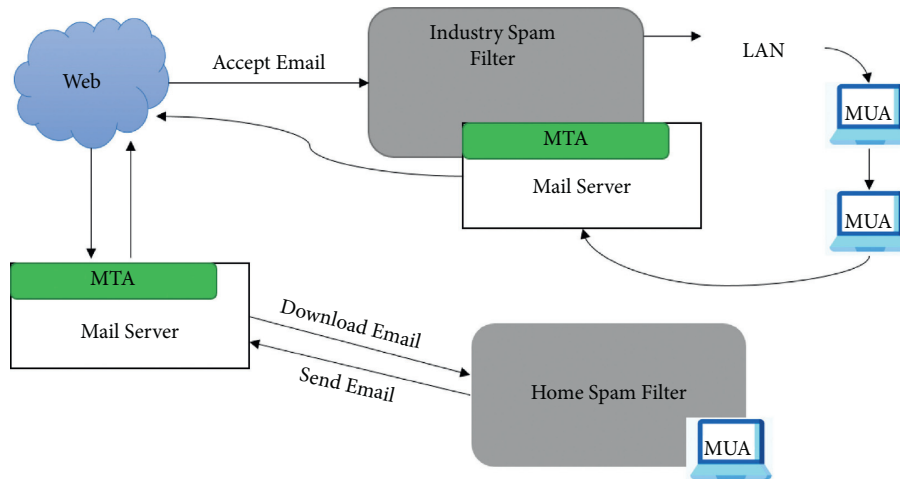 Industry Spam
Filter
LAN
Web
Accept Email
MUA
MTA
Mail Server
MUA
MTA
Mail Server
Download Email
Send Email
Home Spam Filter
MUA